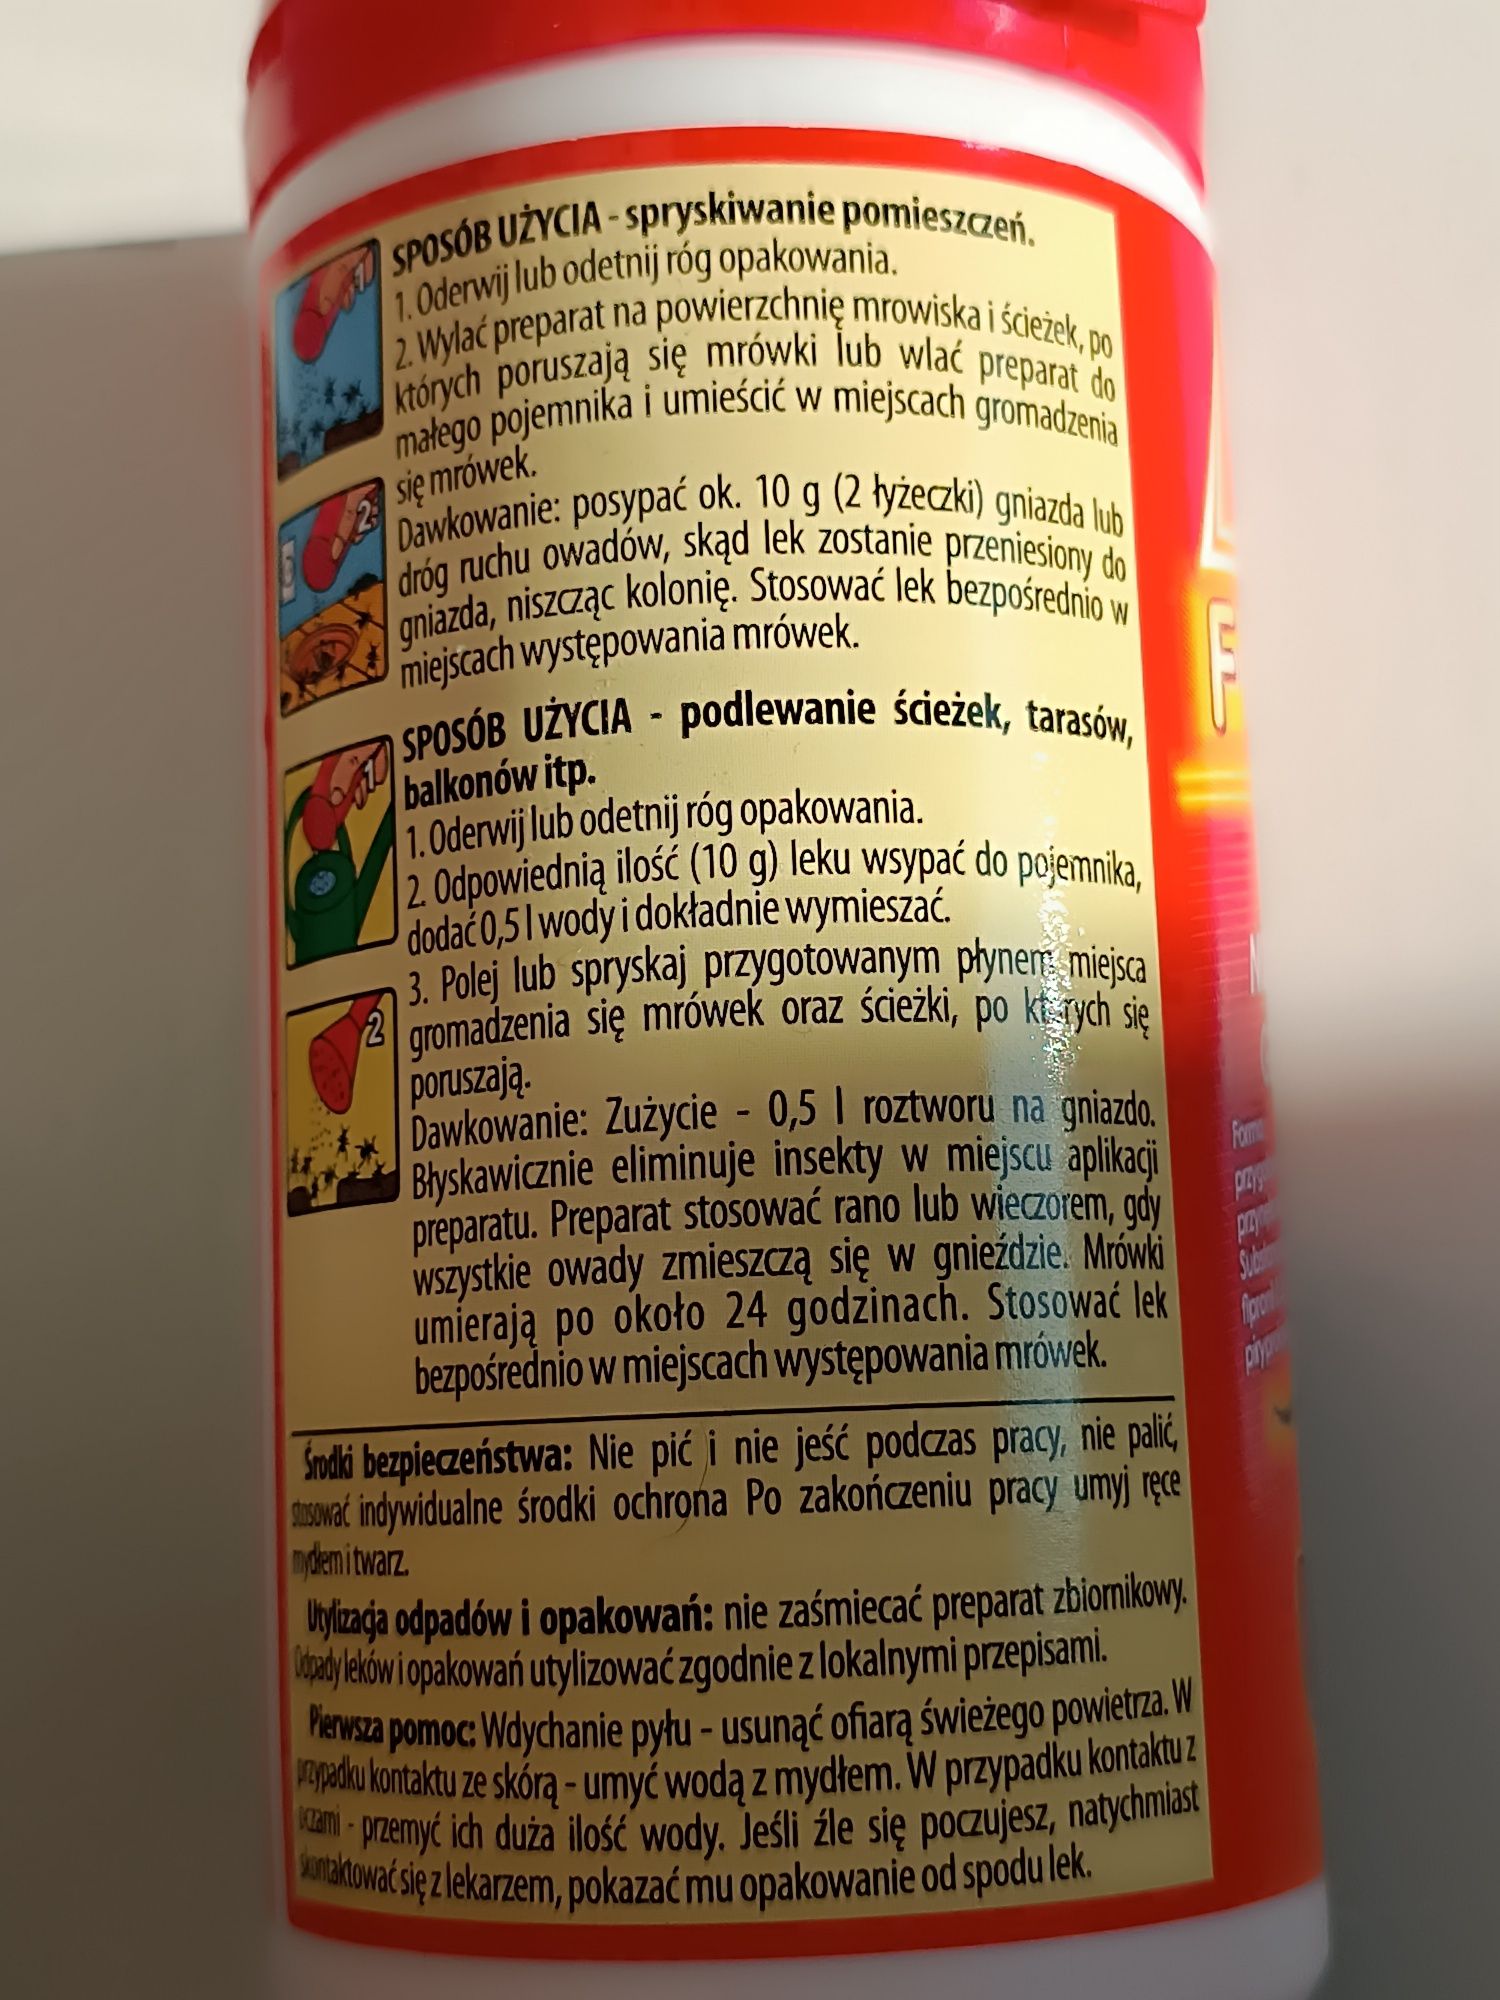 SPOSÓB UŻYCIA - spryskiwanie pomieszczeń.
1. Oderwij lub odetnij róg opakowania.
2. Wylać preparat na powierzchnię mrowiska i ścieżek, po
których poruszają się mrówki lub wlać preparat do
małego pojemnika i umieścić w miejscach gromadzenia
się mrówek.
Dawkowanie: posypać ok. 10 g (2 łyżeczki) gniazda lub
dróg ruchu owadów, skąd lek zostanie przeniesiony do
gniazda, niszcząc kolonię. Stosować lek bezpośrednio w
miejscach występowania mrówek.
1
2
SPOSÓB UŻYCIA - podlewanie ścieżek, tarasów,
balkonów itp.
1. Oderwij lub odetnij róg opakowania.
2. Odpowiednią ilość (10 g) leku wsypać do pojemnika,
dodać 0,5 l wody i dokładnie wymieszać.
3. Polej lub spryskaj przygotowanym płynem miejsca
gromadzenia się mrówek oraz ścieżki, po których się
poruszają.
Dawkowanie: Zużycie - 0,5 l roztworu na gniazdo.
Błyskawicznie eliminuje insekty w miejscu aplikacji
preparatu. Preparat stosować rano lub wieczorem, gdy
wszystkie owady zmieszczą się w gnieździe. Mrówki
umierają po około 24 godzinach. Stosować lek
bezpośrednio w miejscach występowania mrówek.
1
2
Środki bezpieczeństwa: Nie pić i nie jeść podczas pracy, nie palić,
stosować indywidualne środki ochrona Po zakończeniu pracy umyj ręce
mydłem i twarz.
Utylizacja odpadów i opakowań: nie zaśmiecać preparat zbiornikowy.
Odpady leków i opakowań utylizować zgodnie z lokalnymi przepisami.
Pierwsza pomoc: Wdychanie pyłu - usunąć ofiarą świeżego powietrza. W
przypadku kontaktu ze skórą - umyć wodą z mydłem. W przypadku kontaktu z
oczami - przemyć ich duża ilość wody. Jeśli źle się poczujesz, natychmiast
skontaktować się z lekarzem, pokazać mu opakowanie od spodu lek.
F